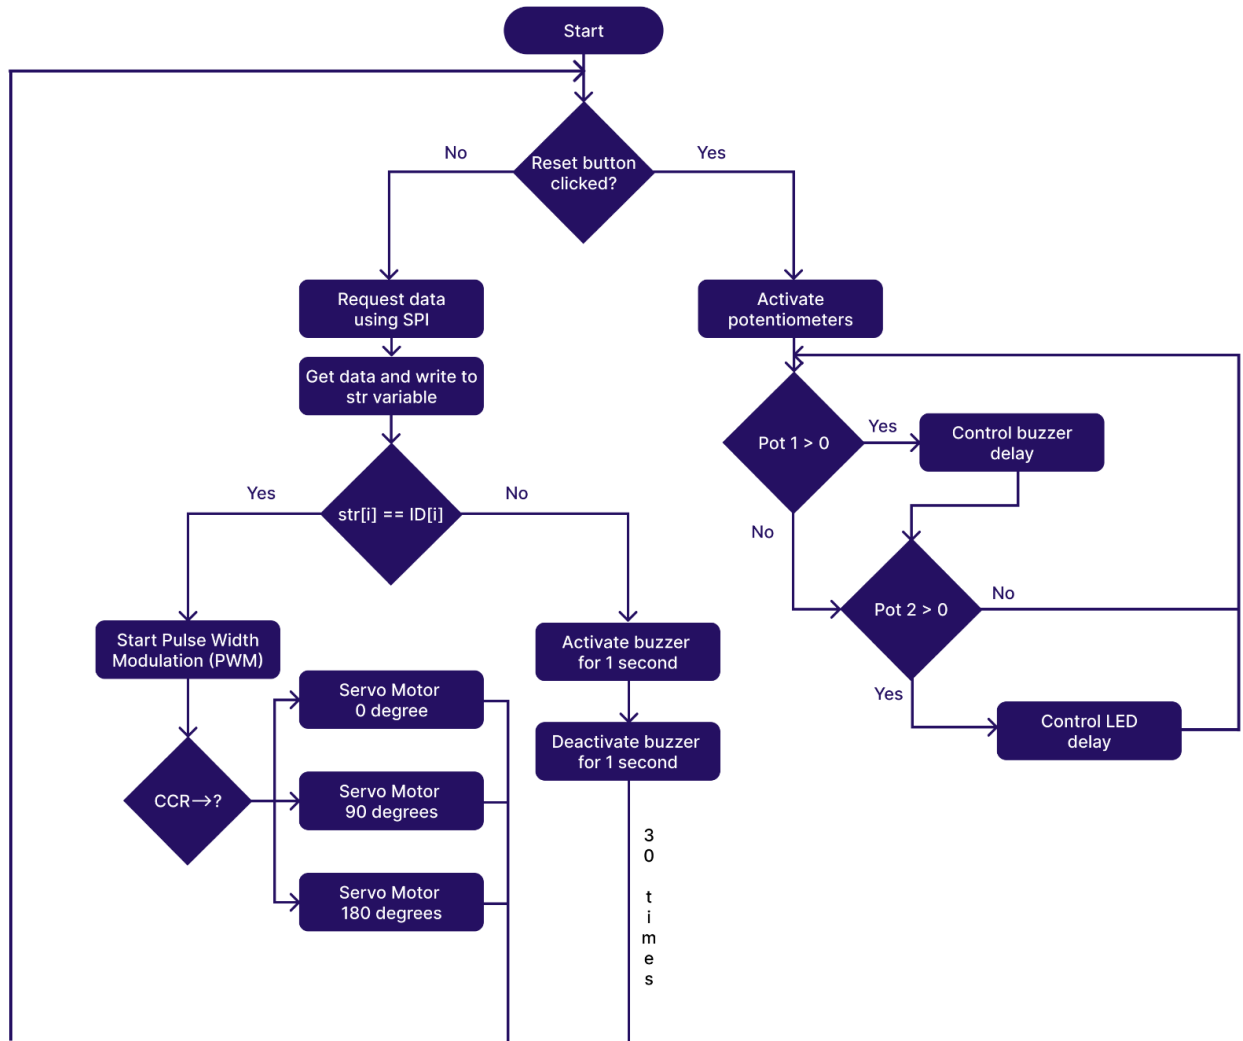 Start
No
Yes
Reset button
clicked?
Request data
using SPI
Activate
potentiometers
Get data and write to
str variable
Yes
Control buzzer
delay
Pot 1 > 0
Yes
No
str[i] == ID[i]
No
No
Pot 2 > 0
Start Pulse Width
Modulation (PWM)
Activate buzzer
for 1 second
Yes
Servo Motor
0 degree
Control LED
delay
Deactivate buzzer
for 1 second
CCR→?
Servo Motor
90 degrees
Servo Motor
180 degrees
30 times